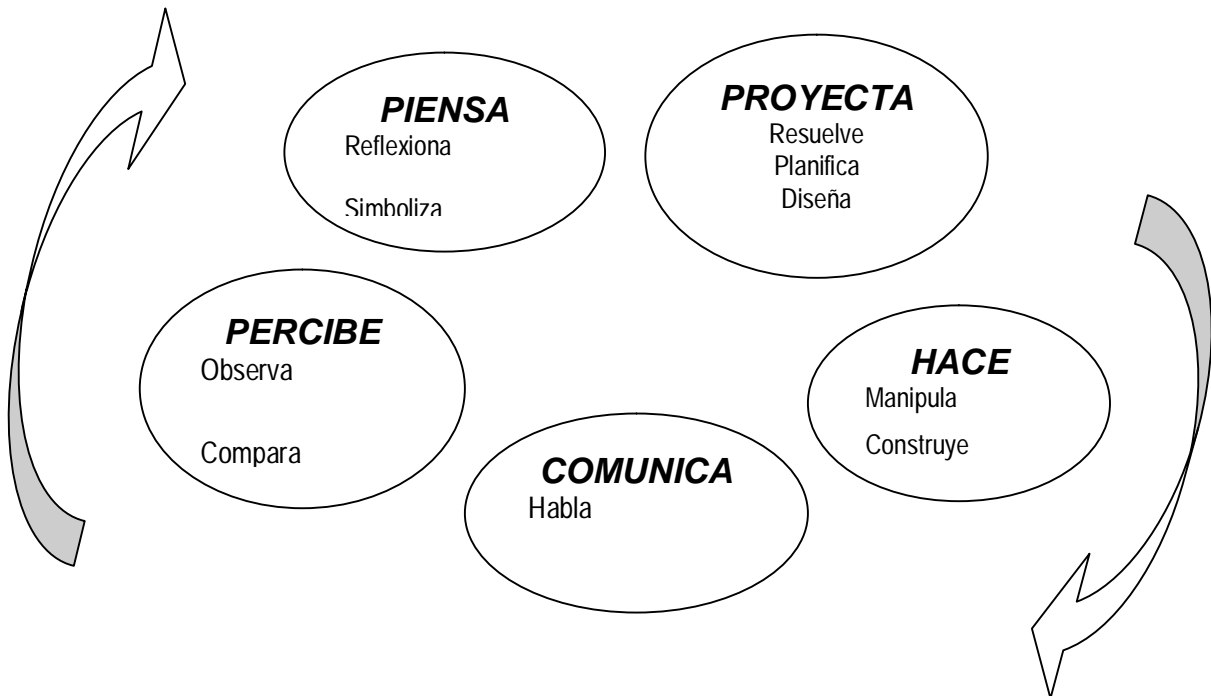 PIENSA
Reflexiona
Simboliza
PROYECTA
Resuelve
Planifica
Diseña
PERCIBE
Observa
Compara
HACE
Manipula
Construye
COMUNICA
Habla